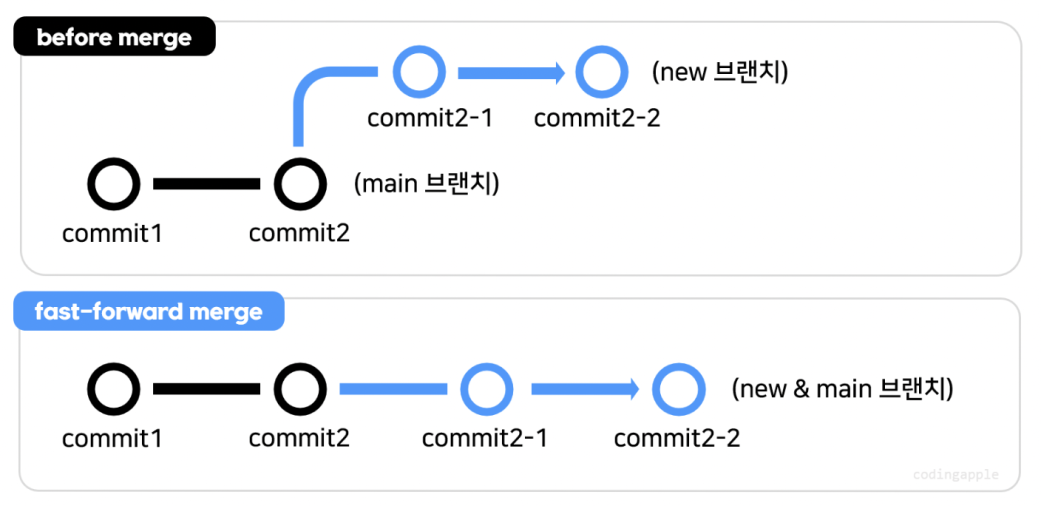 before merge
(new 브랜치)
commit2-1
commit2-2
(main 브랜치)
commit1
commit2
fast-forward merge
(new & main 브랜치)
commit1
commit2
commit2-1
commit2-2
codingapple